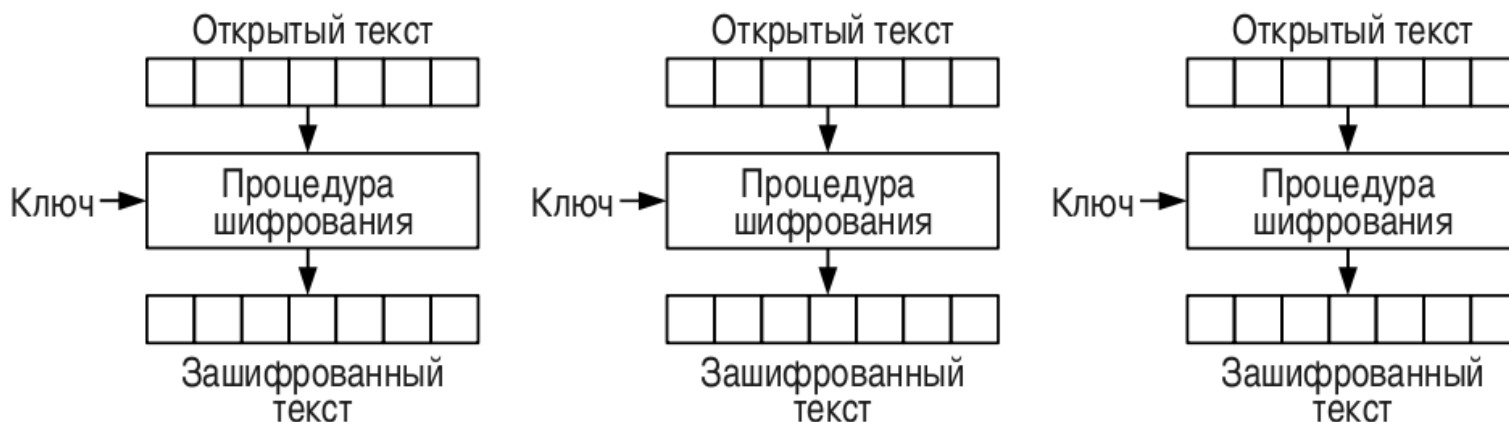 Открытый текст
Открытый текст
Открытый текст
Ключ
Процедура
шифрования
Ключ
Процедура
шифрования
Ключ
Процедура
шифрования
Зашифрованный
текст
Зашифрованный
текст
Зашифрованный
текст